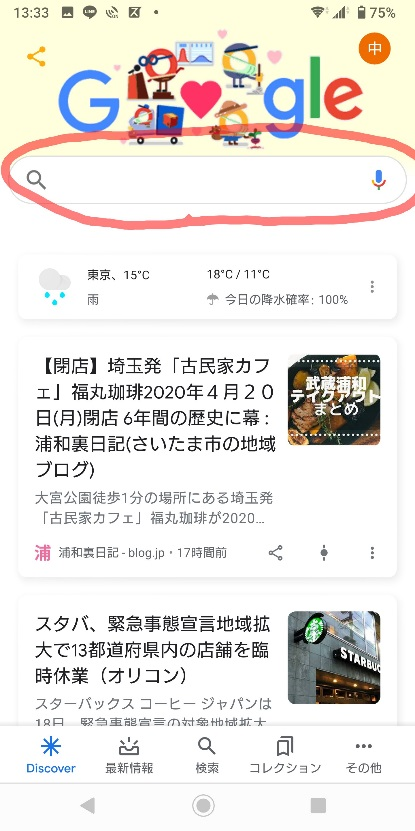 13:33
75%
中
Google
東京、15°C
18°C / 11°C
雨
今日の降水確率: 100%
【閉店】埼玉発「古民家カフ
ェ」福丸珈琲2020年４月２０
日(月)閉店 6年間の歴史に幕 :
浦和裏日記(さいたま市の地域
ブログ)
武蔵浦和
テイクアウト
まとめ
大宮公園徒歩1分の場所にある埼玉発
「古民家カフェ」福丸珈琲が2020...
浦 浦和裏日記 - blog.jp・17時間前
スタバ、緊急事態宣言地域拡
大で13都道府県内の店舗を臨
時休業（オリコン）
STARBUC
スターバックス コーヒー ジャパンは
18日、緊急事態宣言の対象地域拡大
Discover
最新情報
検索
コレクション
その他